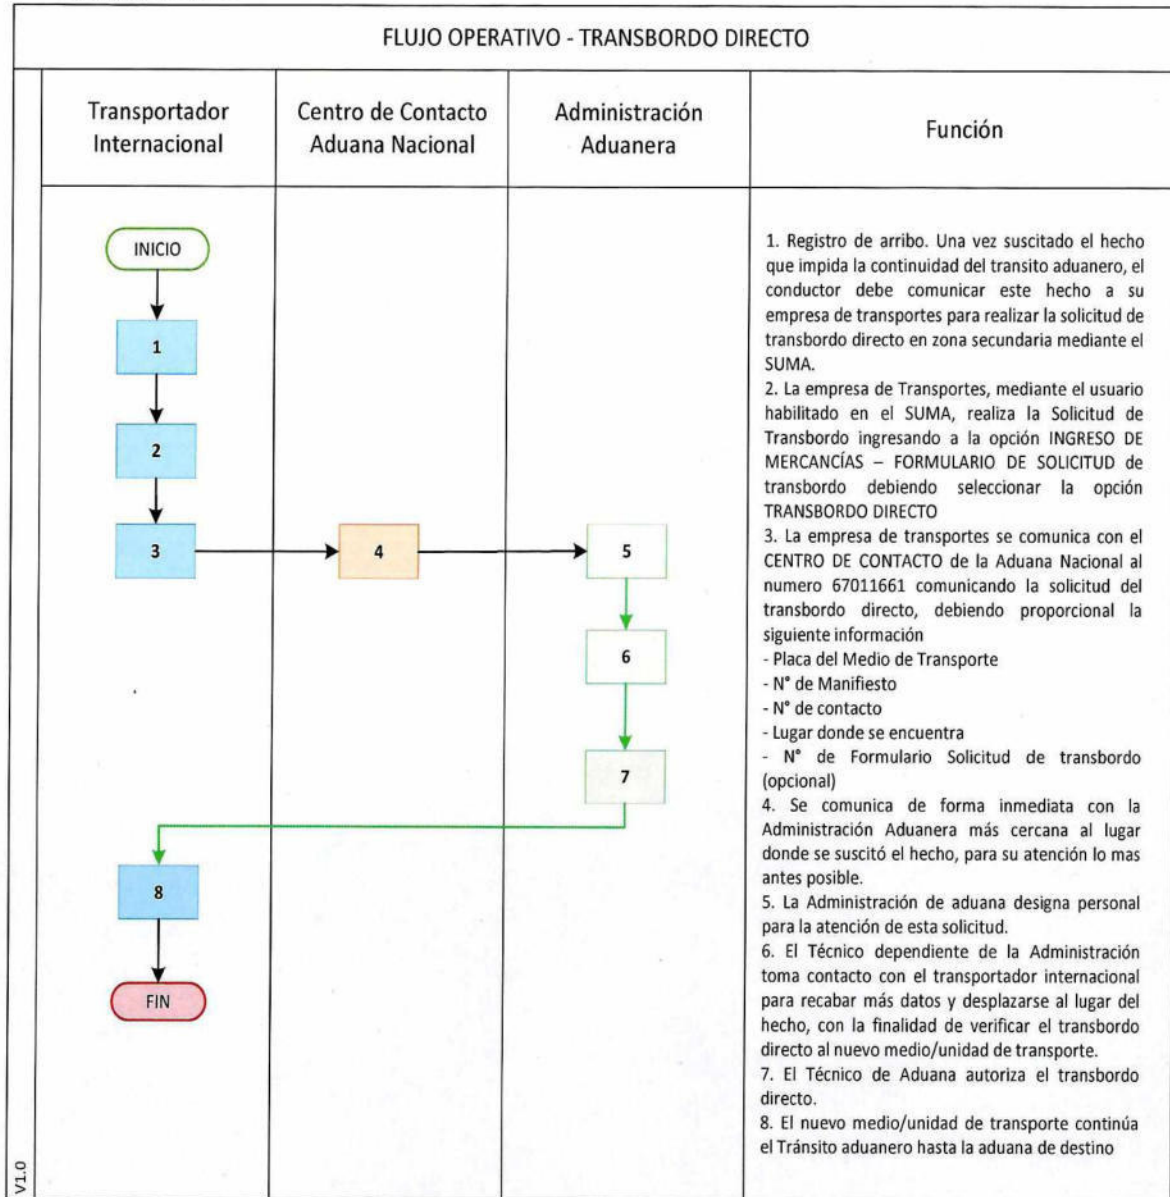 FLUJO OPERATIVO - TRANSBORDO DIRECTO
Transportador
Internacional
Centro de Contacto
Aduana Nacional
Administración
Aduanera
Función
INICIO
1
2
3
4
5
6
7
8
FIN
1. Registro de arribo. Una vez suscitado el hecho
que impida la continuidad del transito aduanero, el
conductor debe comunicar este hecho a su
empresa de transportes para realizar la solicitud de
transbordo directo en zona secundaria mediante el
SUMA.
2. La empresa de Transportes, mediante el usuario
habilitado en el SUMA, realiza la Solicitud de
Transbordo ingresando a la opción INGRESO DE
MERCANCÍAS – FORMULARIO DE SOLICITUD de
transbordo debiendo seleccionar la opción
TRANSBORDO DIRECTO
3. La empresa de transportes se comunica con el
CENTRO DE CONTACTO de la Aduana Nacional al
numero 67011661 comunicando la solicitud del
transbordo directo, debiendo proporcional la
siguiente información
- Placa del Medio de Transporte
- N° de Manifiesto
- N° de contacto
- Lugar donde se encuentra
- N° de Formulario Solicitud de transbordo
(opcional)
4. Se comunica de forma inmediata con la
Administración Aduanera más cercana al lugar
donde se suscitó el hecho, para su atención lo mas
antes posible.
5. La Administración de aduana designa personal
para la atención de esta solicitud.
6. El Técnico dependiente de la Administración
toma contacto con el transportador internacional
para recabar más datos y desplazarse al lugar del
hecho, con la finalidad de verificar el transbordo
directo al nuevo medio/unidad de transporte.
7. El Técnico de Aduana autoriza el transbordo
directo.
8. El nuevo medio/unidad de transporte continúa
el Tránsito aduanero hasta la aduana de destino
V1.0